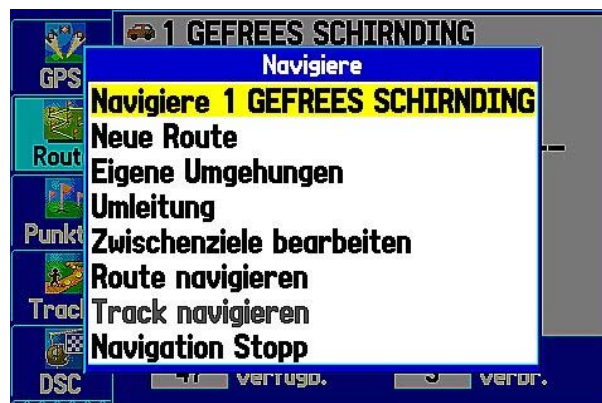 1 GEFREES SCHIRNDING
Navigiere
GPS
Navigiere 1 GEFREES SCHIRNDING
Neue Route
Rout
Eigene Umgehungen
Umleitung
Punkt
Zwischenziele bearbeiten
Route navigieren
Track navigieren
Navigation Stopp
DSC
47 verfügb.
verbr.